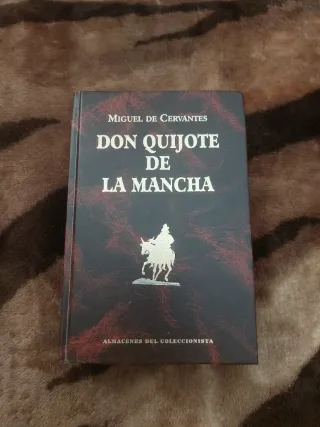 MIGUEL DE CERVANTES
DON QUIJOTE
DE
LA MANCHA
ALMACENES DEL COLECCIONISTA